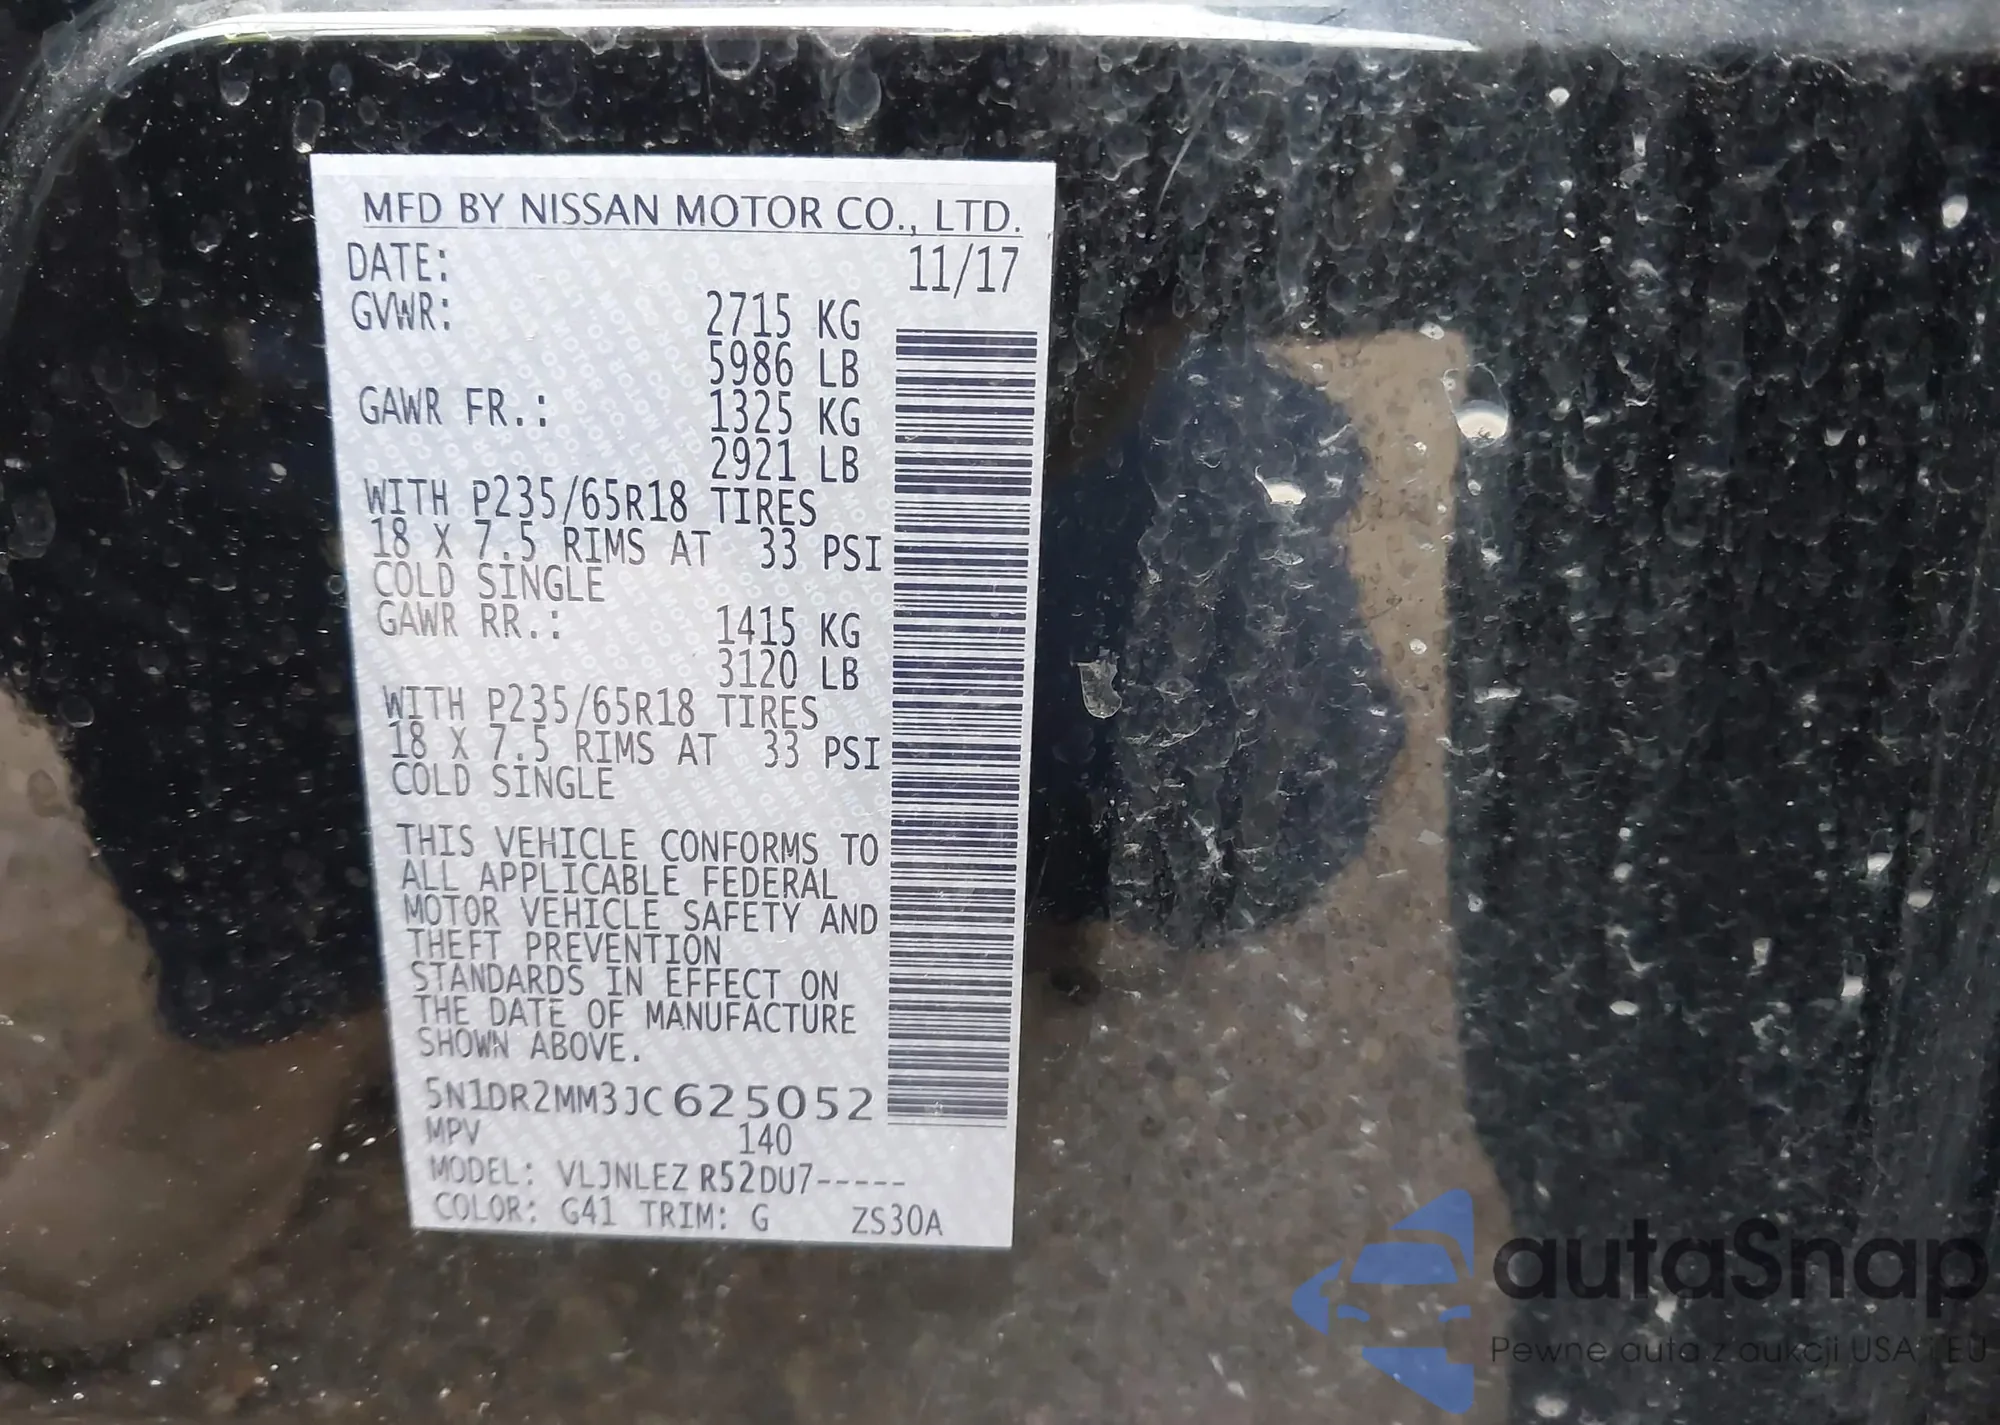 MFD BY NISSAN MOTOR CO., LTD.
DATE: 11/17
GVWR: 2715 KG
5986 LB
GAWR FR.: 1325 KG
2921 LB
WITH P235/65R18 TIRES
18 X 7.5 RIMS AT 33 PSI
COLD SINGLE
GAWR RR.: 1415 KG
3120 LB
WITH P235/65R18 TIRES
18 X 7.5 RIMS AT 33 PSI
COLD SINGLE
THIS VEHICLE CONFORMS TO
ALL APPLICABLE FEDERAL
MOTOR VEHICLE SAFETY AND
THEFT PREVENTION
STANDARDS IN EFFECT ON
THE DATE OF MANUFACTURE
SHOWN ABOVE.
5N1DR2MM3JC625052
MPV 140
MODEL: VLJNLEZ R52DU7-----
COLOR: G41 TRIM: G ZS30A
autaSnap
Pewne auta z aukcji USA i EU